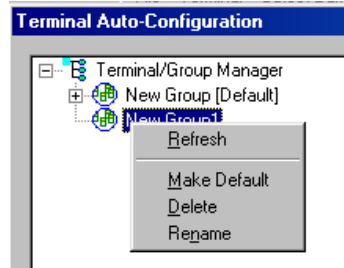 Terminal Auto-Configuration
Terminal/Group Manager
New Group [Default]
New Group1
Refresh
Make Default
Delete
Rename